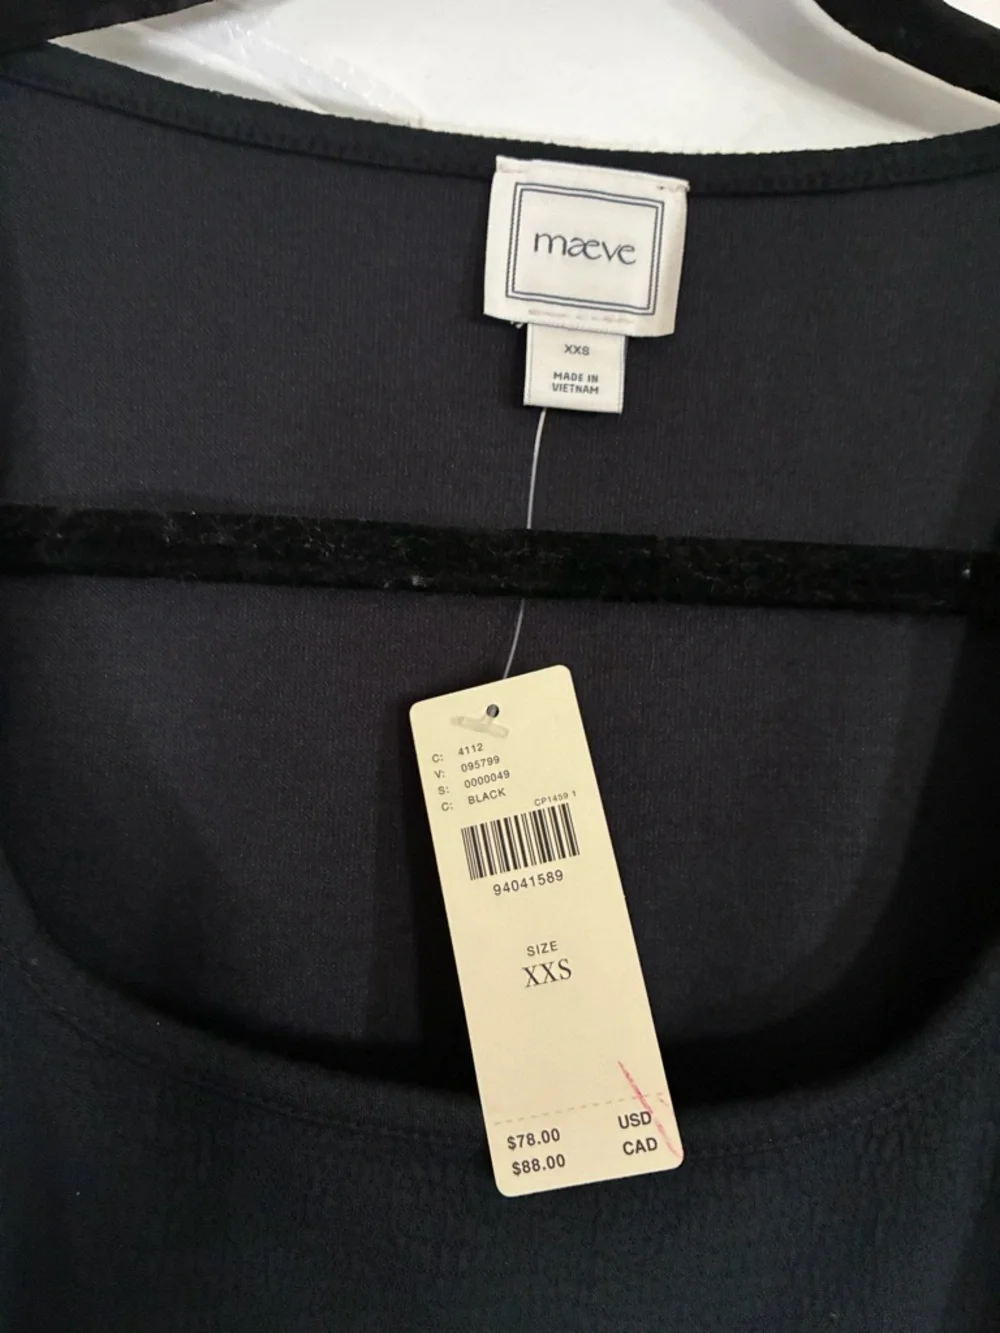 mæve
XXS
MADE IN
VIETNAM
C: 4112
V: 095799
S: 0000049
C: BLACK
CP1459 1
94041589
SIZE
XXS
$78.00 USD
$88.00 CAD